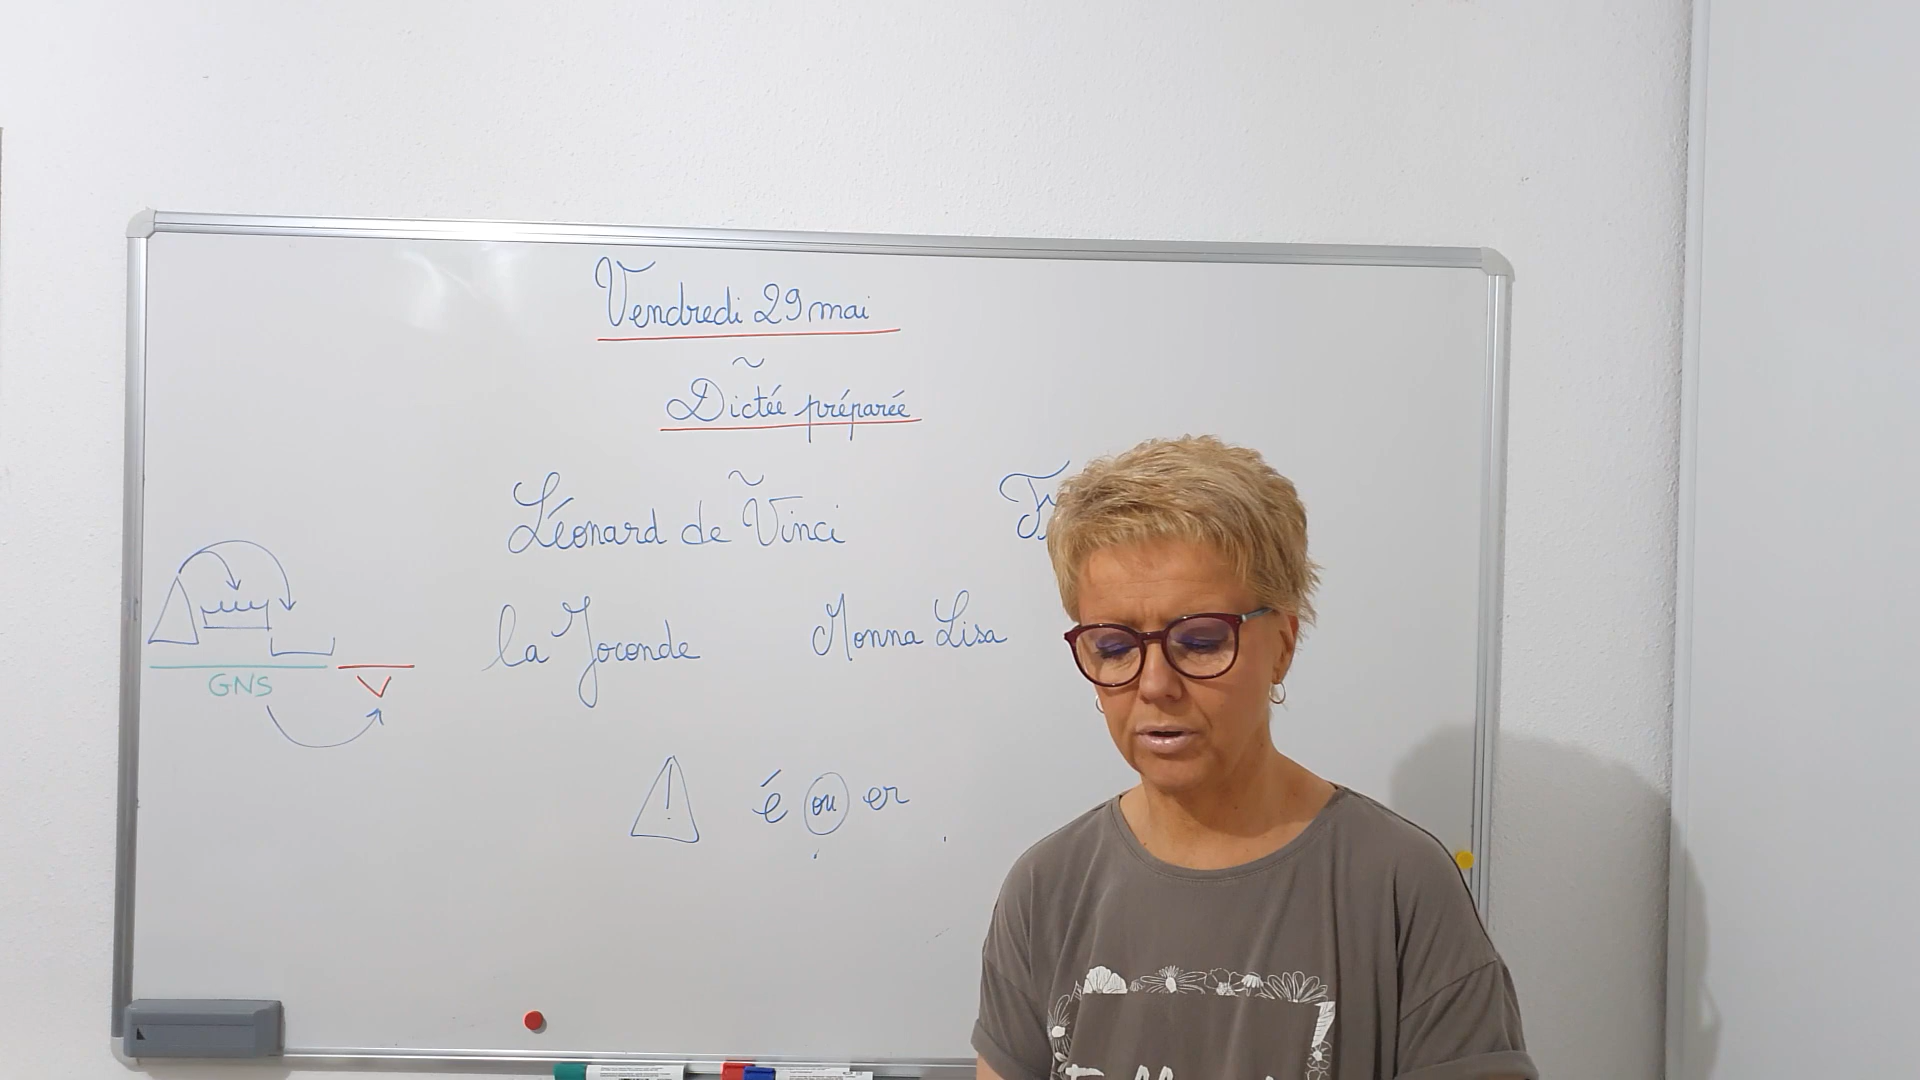 Vendredi 29 mai
Dictée préparée
Léonard de Vinci
la Joconde Monna Lisa
GNS V
! é ou er